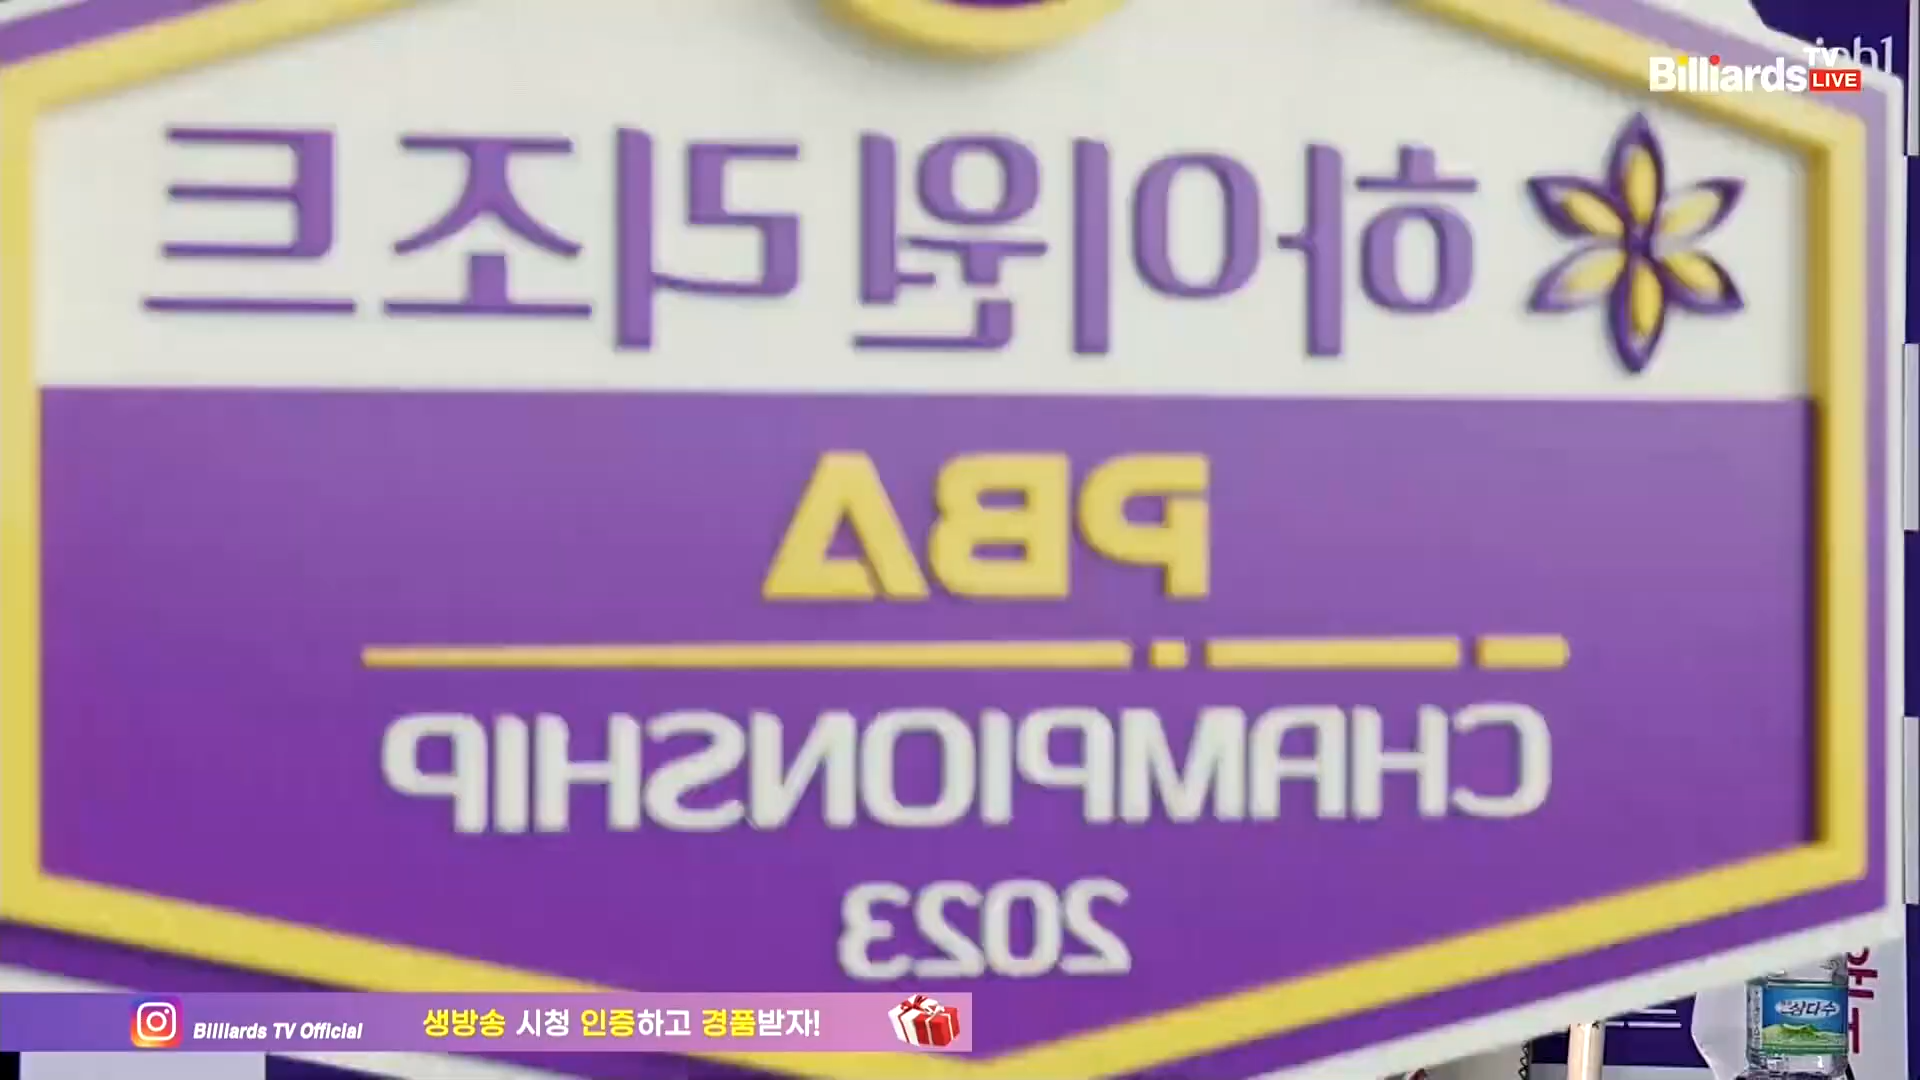 Billiards TV
LIVE
하이원리조트
PBA
CHAMPIONSHIP
2023
Billiards TV Official
생방송 시청 인증하고 경품받자!
삼다수